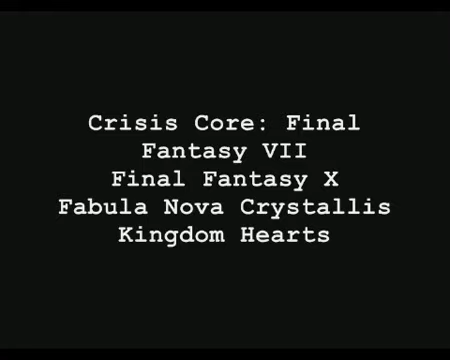 Crisis Core: Final
Fantasy VII
Final Fantasy X
Fabula Nova Crystallis
Kingdom Hearts